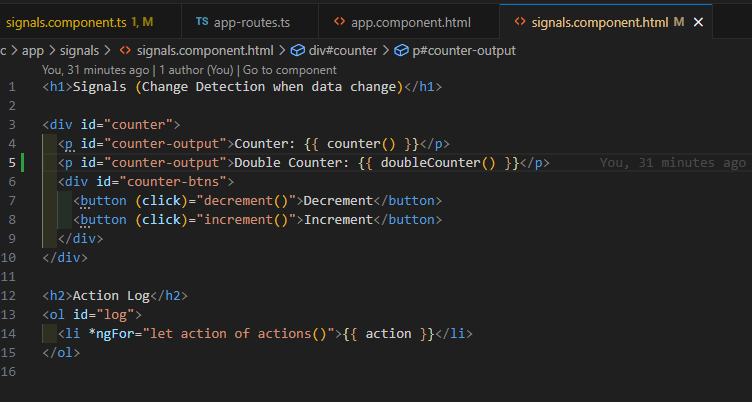 signals.component.ts 1, M TS app-routes.ts <> app.component.html <> signals.component.html M ×
c > app > signals > <> signals.component.html > div#counter > p#counter-output
You, 31 minutes ago | 1 author (You) | Go to component
1 <h1>Signals (Change Detection when data change)</h1>
2
3 <div id="counter">
4 <p id="counter-output">Counter: {{ counter() }}</p>
5 <p id="counter-output">Double Counter: {{ doubleCounter() }}</p> You, 31 minutes ago
6 <div id="counter-btns">
7 <button (click)="decrement()">Decrement</button>
8 <button (click)="increment()">Increment</button>
9 </div>
10 </div>
11
12 <h2>Action Log</h2>
13 <ol id="log">
14 <li *ngFor="let action of actions()">{{ action }}</li>
15 </ol>
16